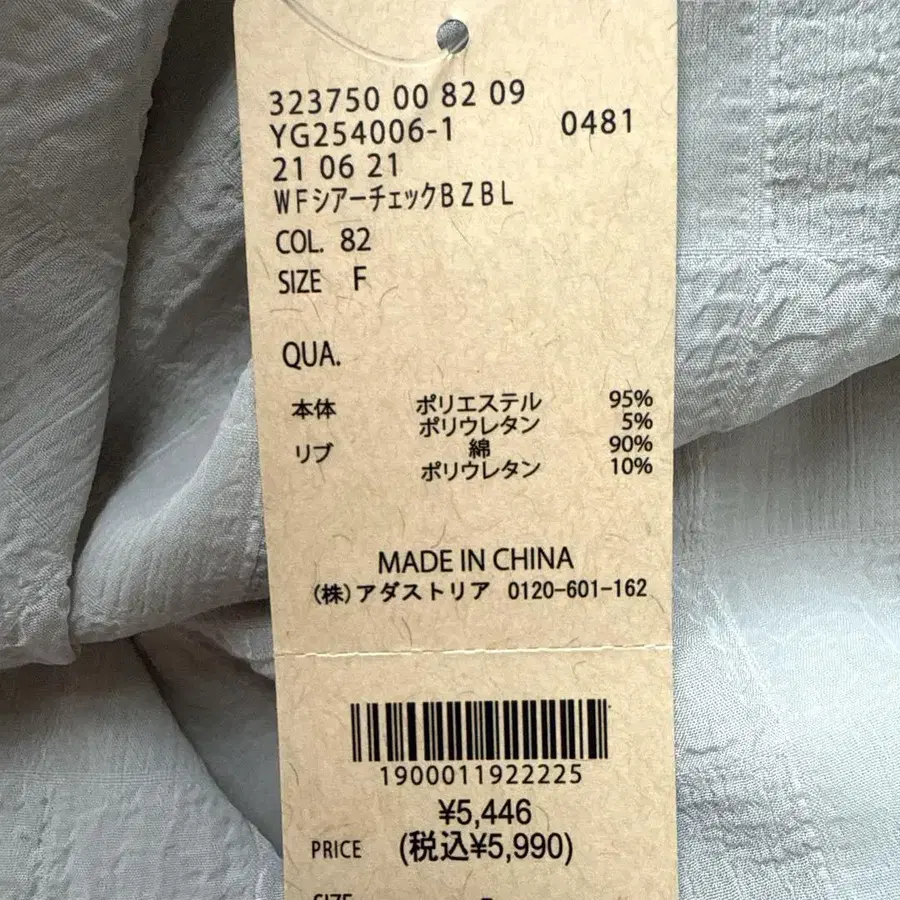 323750 00 82 09
YG254006-1 0481
21 06 21
WFシアーチェックBZBL
COL. 82
SIZE F
QUA.
本体 ポリエステル 95%
ポリウレタン 5%
リブ 綿 90%
ポリウレタン 10%
MADE IN CHINA
(株)アダストリア 0120-601-162
1900011922225
¥5,446
PRICE (税込¥5,990)
SIZE